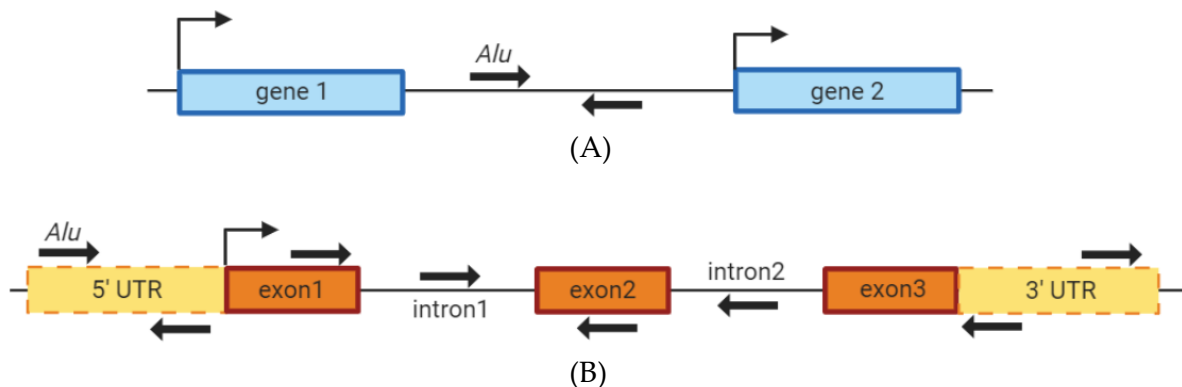 Alu
gene 1
gene 2
(A)
Alu
5' UTR
exon1
intron1
exon2
intron2
exon3
3' UTR
(B)